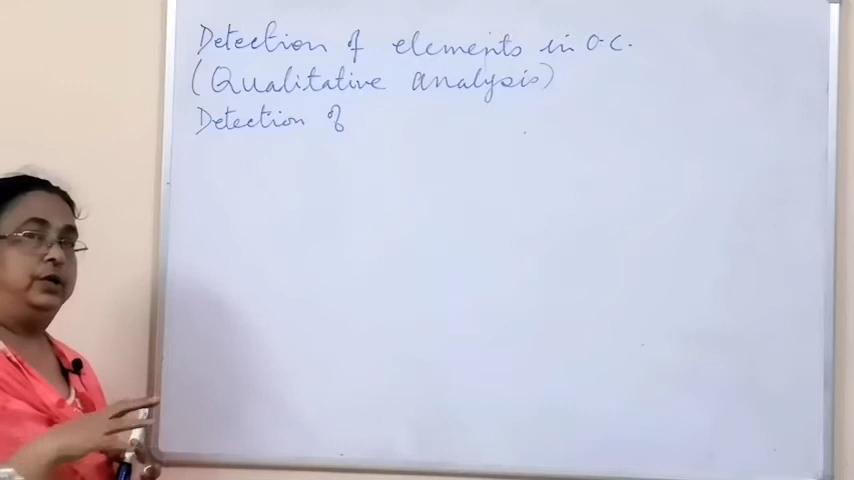 Detection of elements in O.C.
(Qualitative analysis)
Detection of